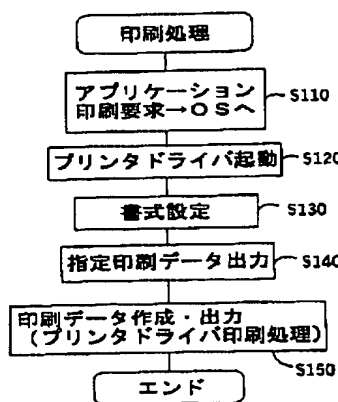 印刷処理
アプリケーション
印刷要求→OSへ
S110
プリンタドライバ起動
S120
書式設定
S130
指定印刷データ出力
S140
印刷データ作成・出力
(プリンタドライバ印刷処理)
S150
エンド